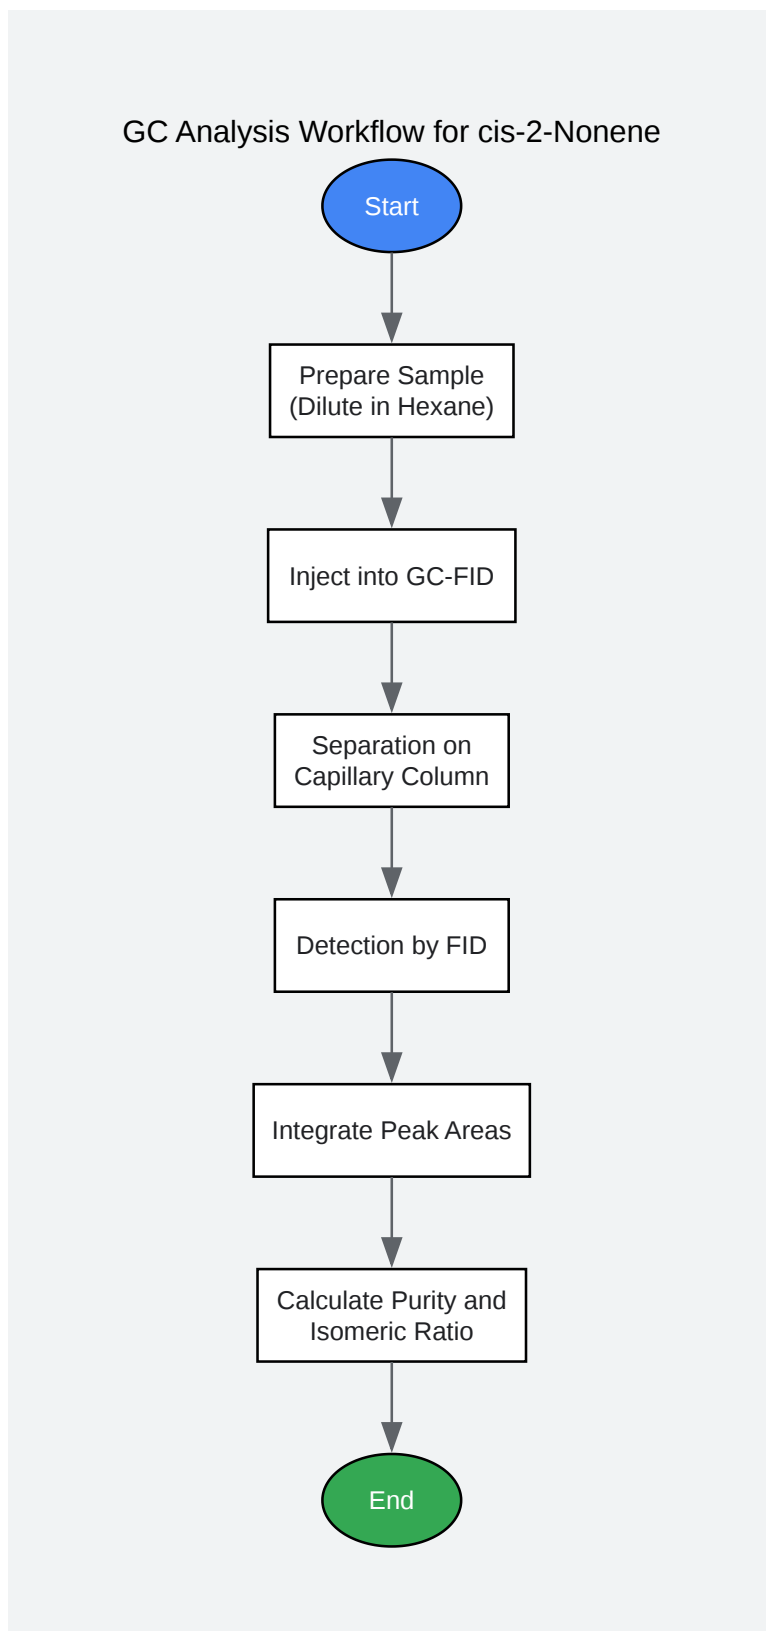 GC Analysis Workflow for cis-2-Nonene
Start
Prepare Sample
(Dilute in Hexane)
Inject into GC-FID
Separation on
Capillary Column
Detection by FID
Integrate Peak Areas
Calculate Purity and
Isomeric Ratio
End